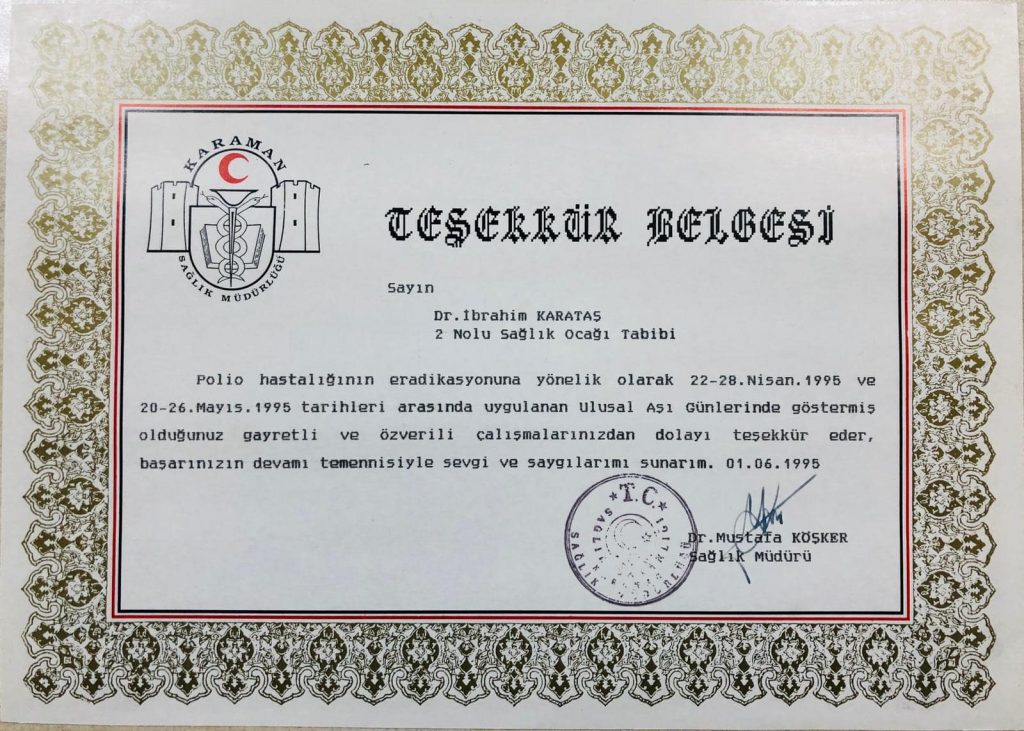 KARAMAN
SAĞLIK MÜDÜRLÜĞÜ
TEŞEKKÜR BELGESİ
Sayın
Dr.İbrahim KARATAŞ
2 Nolu Sağlık Ocağı Tabibi
Polio hastalığının eradikasyonuna yönelik olarak 22-28.Nisan.1995 ve
20-26.Mayıs.1995 tarihleri arasında uygulanan Ulusal Aşı Günlerinde göstermiş
olduğunuz gayretli ve özverili çalışmalarınızdan dolayı teşekkür eder,
başarınızın devamı temennisiyle sevgi ve saygılarımı sunarım. 01.06.1995
T.C.
SAĞLIK
Dr.Mustafa KÖŞKER
Sağlık Müdürü